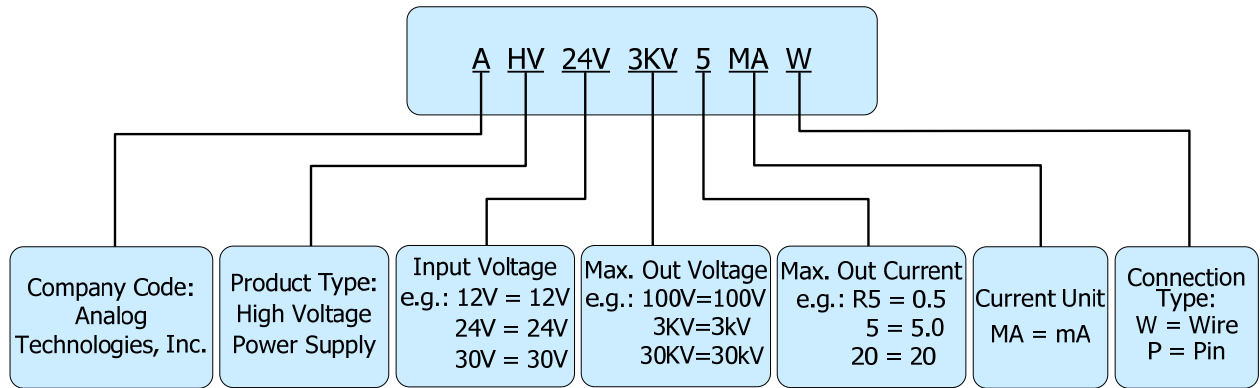 A HV 24V 3KV 5 MA W
Company Code:
Analog
Technologies, Inc.
Product Type:
High Voltage
Power Supply
Input Voltage
e.g.: 12V = 12V
24V = 24V
30V = 30V
Max. Out Voltage
e.g.: 100V=100V
3KV=3kV
30KV=30kV
Max. Out Current
e.g.: R5 = 0.5
5 = 5.0
20 = 20
Current Unit
MA = mA
Connection
Type:
W = Wire
P = Pin